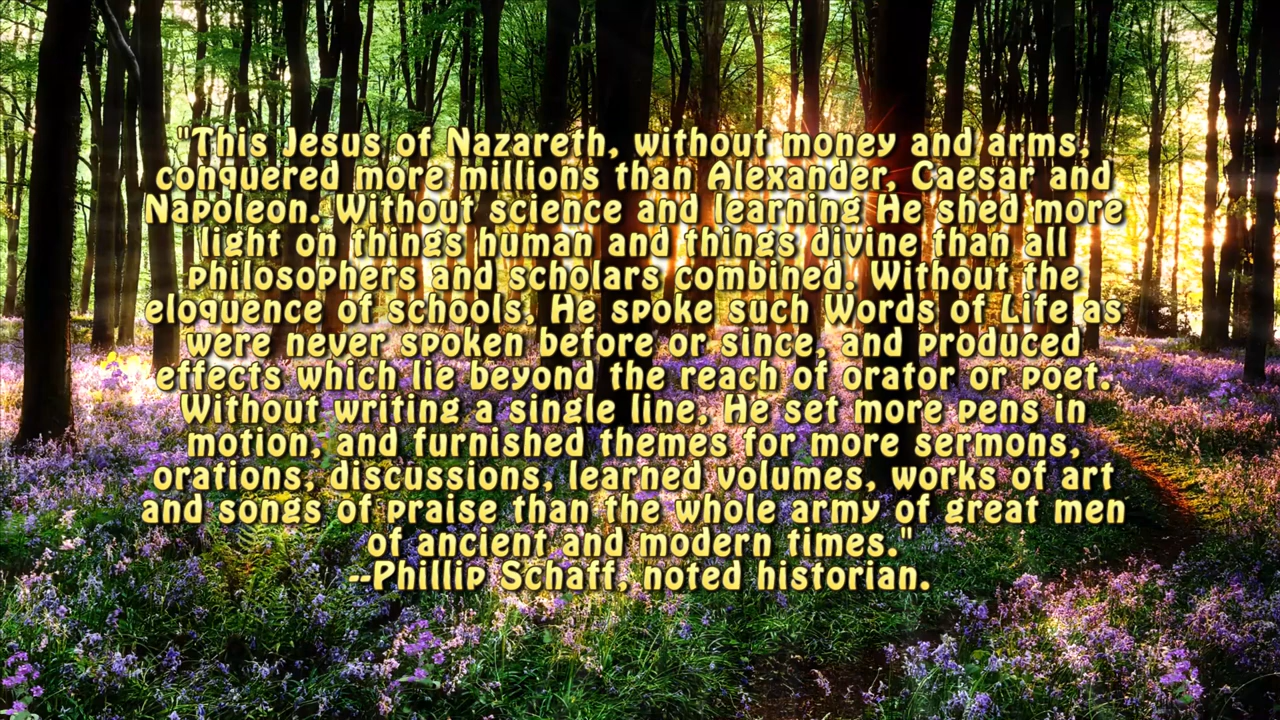 "This Jesus of Nazareth, without money and arms,
conquered more millions than Alexander, Caesar and
Napoleon. Without science and learning He shed more
light on things human and things divine than all
philosophers and scholars combined. Without the
eloquence of schools, He spoke such Words of Life as
were never spoken before or since, and produced
effects which lie beyond the reach of orator or poet.
Without writing a single line, He set more pens in
motion, and furnished themes for more sermons,
orations, discussions, learned volumes, works of art
and songs of praise than the whole army of great men
of ancient and modern times."
--Phillip Schaff, noted historian.